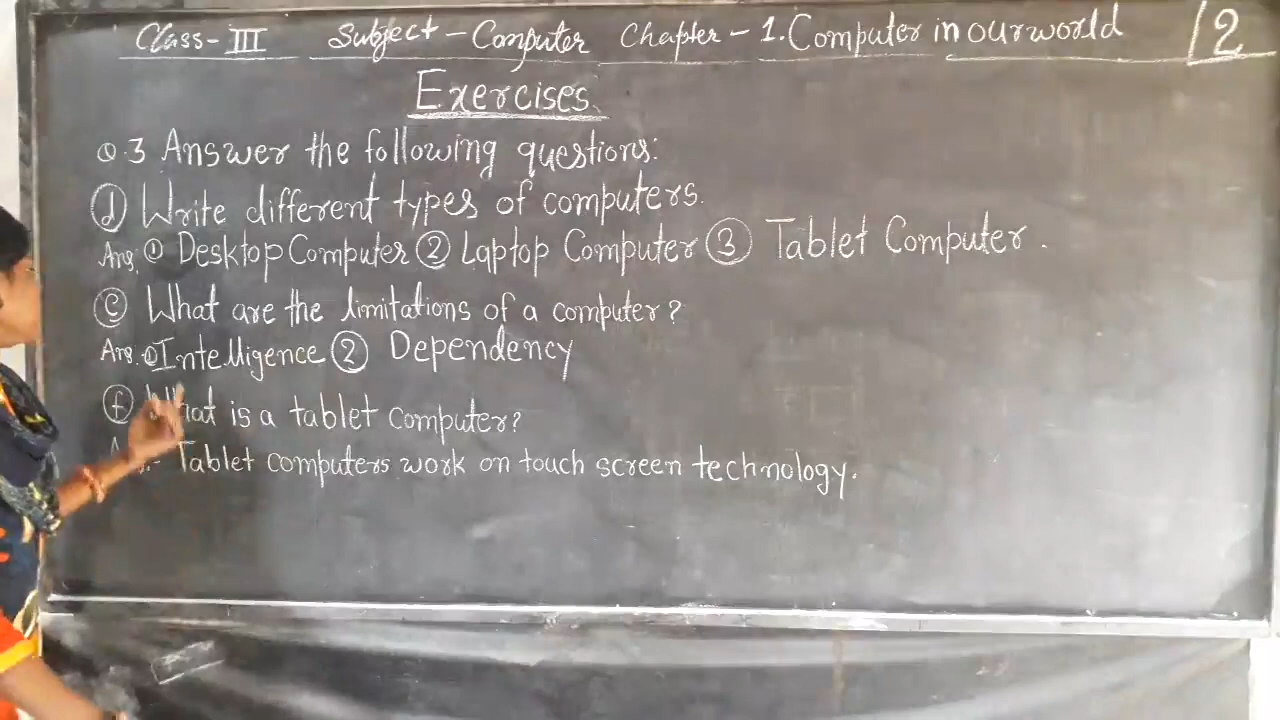 Class-III Subject-Computer Chapter-1. Computer in our world /2
Exercises
Q.3 Answer the following questions:
(d) Write different types of computers.
Ans: ① Desktop Computer ② Laptop Computer ③ Tablet Computer.
(e) What are the limitations of a computer?
Ans. ① Intelligence ② Dependency
(f) What is a tablet computer?
Tablet computers work on touch screen technology.